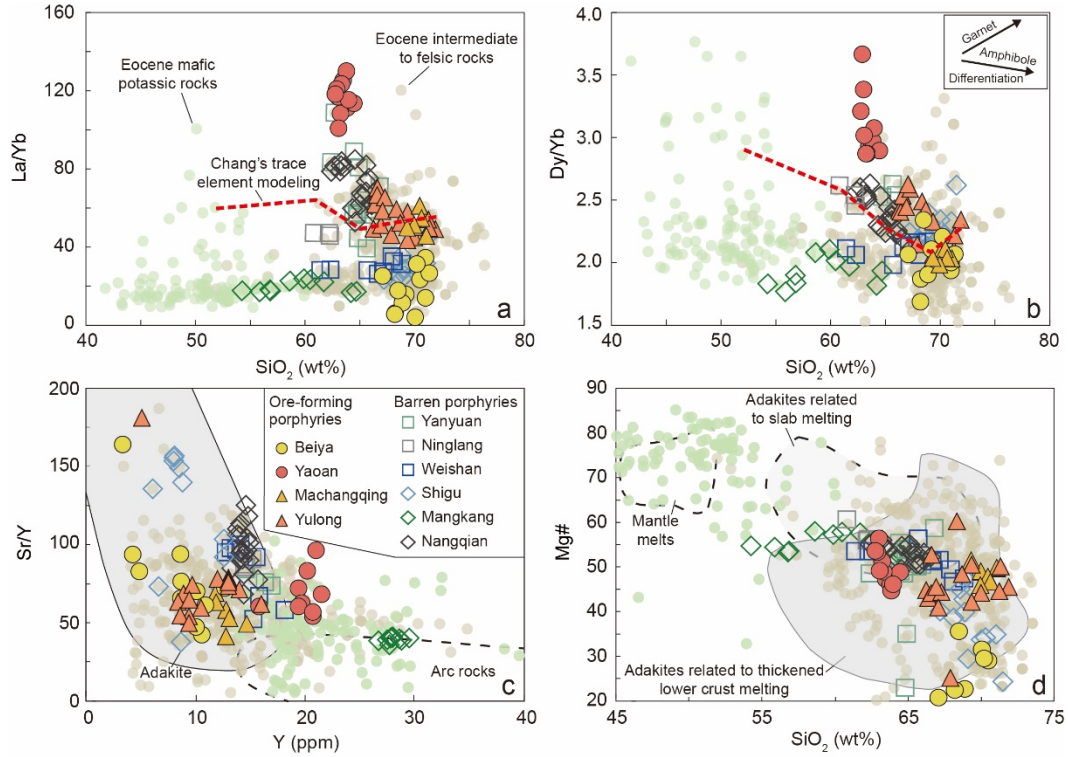 160
120
80
40
0
La/Yb
Eocene mafic
potassic rocks
Eocene intermediate
to felsic rocks
Chang's trace
element modeling
a
40
50
60
70
80
SiO2 (wt%)
4.0
3.5
3.0
2.5
2.0
1.5
Dy/Yb
Garnet
Amphibole
Differentiation
b
40
50
60
70
80
SiO2 (wt%)
200
150
100
50
0
Sr/Y
Ore-forming
porphyries
Beiya
Yaoan
Machangqing
Yulong
Barren porphyries
Yanyuan
Ninglang
Weishan
Shigu
Mangkang
Nangqian
Adakite
Arc rocks
c
0
10
20
30
40
Y (ppm)
90
80
70
60
50
40
30
20
Mg#
Adakites related
to slab melting
Mantle
melts
Adakites related to thickened
lower crust melting
d
45
55
65
75
SiO2 (wt%)